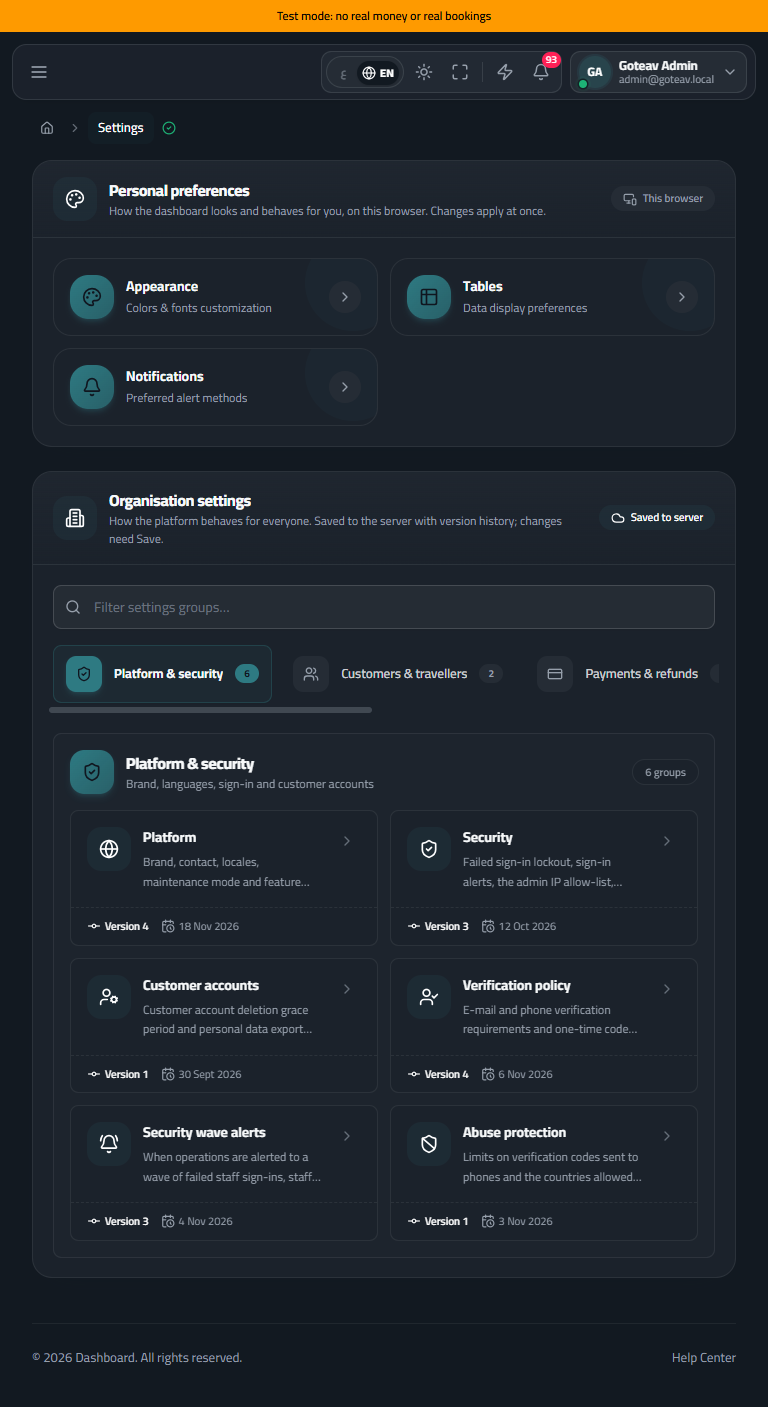 Test mode: no real money or real bookings
ع
EN
93
GA
Goteav Admin
admin@goteav.local
Settings
Personal preferences
How the dashboard looks and behaves for you, on this browser. Changes apply at once.
This browser
Appearance
Colors & fonts customization
Tables
Data display preferences
Notifications
Preferred alert methods
Organisation settings
How the platform behaves for everyone. Saved to the server with version history; changes
need Save.
Saved to server
Filter settings groups...
Platform & security
6
Customers & travellers
2
Payments & refunds
Platform & security
Brand, languages, sign-in and customer accounts
6 groups
Platform
Brand, contact, locales,
maintenance mode and feature...
Version 4
18 Nov 2026
Security
Failed sign-in lockout, sign-in
alerts, the admin IP allow-list,...
Version 3
12 Oct 2026
Customer accounts
Customer account deletion grace
period and personal data export...
Version 1
30 Sept 2026
Verification policy
E-mail and phone verification
requirements and one-time code...
Version 4
6 Nov 2026
Security wave alerts
When operations are alerted to a
wave of failed staff sign-ins, staff...
Version 3
4 Nov 2026
Abuse protection
Limits on verification codes sent to
phones and the countries allowed...
Version 1
3 Nov 2026
© 2026 Dashboard. All rights reserved.
Help Center